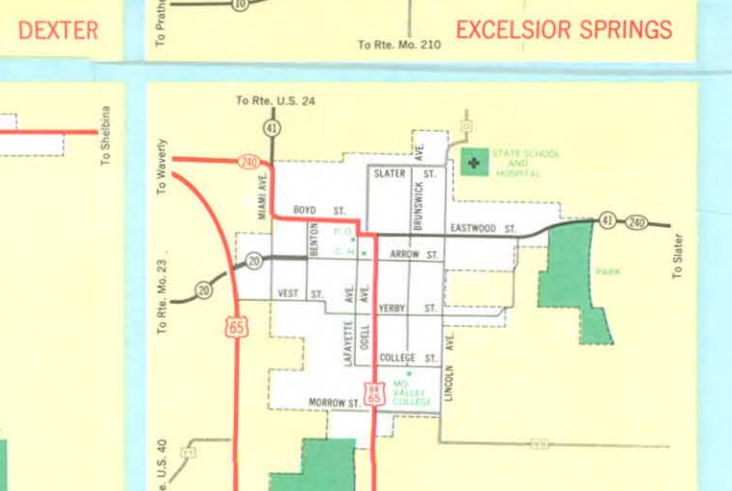 DEXTER
To Prathe
10
To Rte. Mo. 210
EXCELSIOR SPRINGS
To Shelbina
To Rte. U.S. 24
41
To Waverly
240
MIAMI AVE.
BOYD ST.
BENTON
P. O.
C. H.
SLATER ST.
BRUNSWICK AVE.
STATE SCHOOL
AND
HOSPITAL
EASTWOOD ST.
41
240
To Slater
PARK
ARROW ST.
20
20
To Rte. Mo. 23
VEST ST.
YERBY ST.
65
LAFAYETTE AVE.
ODELL AVE.
COLLEGE ST.
LINCOLN AVE.
BR
65
MO.
VALLEY
COLLEGE
MORROW ST.
e. U.S. 40